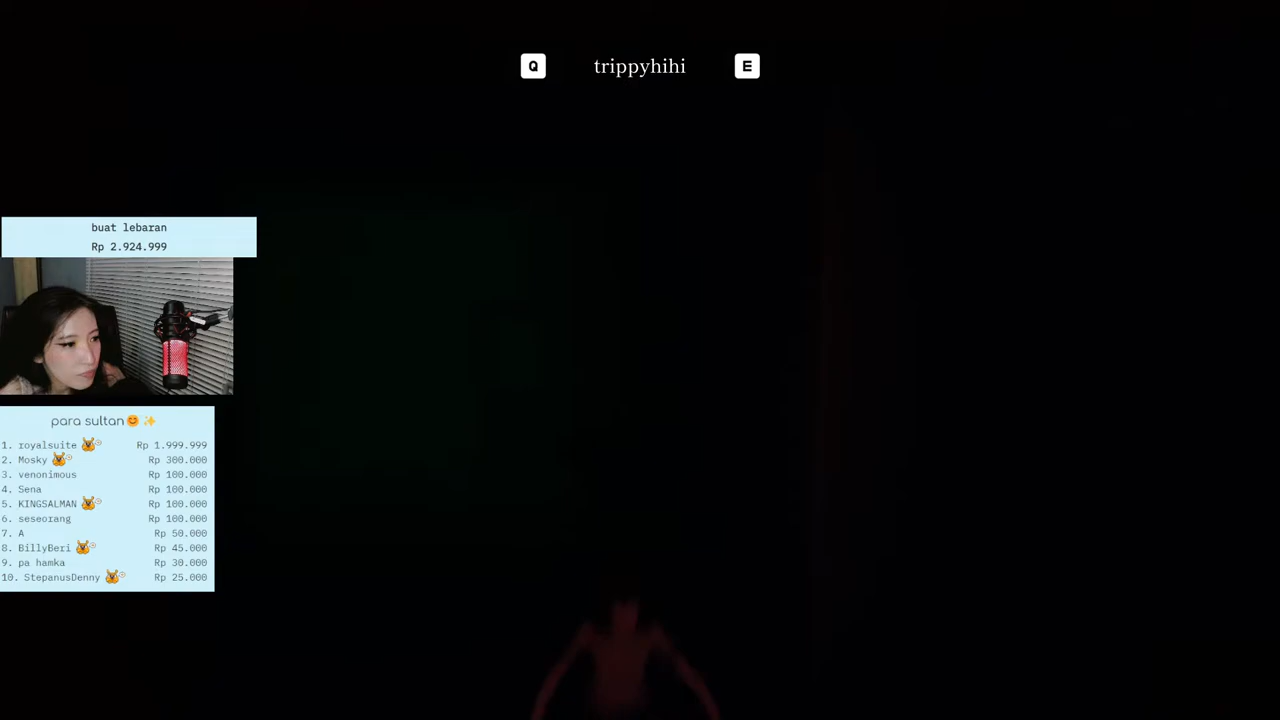 Q trippyhihi E
buat lebaran
Rp 2.924.999
para sultan😊✨
1. royalsuite Rp 1.999.999
2. Mosky Rp 300.000
3. venonimous Rp 100.000
4. Sena Rp 100.000
5. KINGSALMAN Rp 100.000
6. seseorang Rp 100.000
7. A Rp 50.000
8. BillyBeri Rp 45.000
9. pa hamka Rp 30.000
10. StepanusDenny Rp 25.000